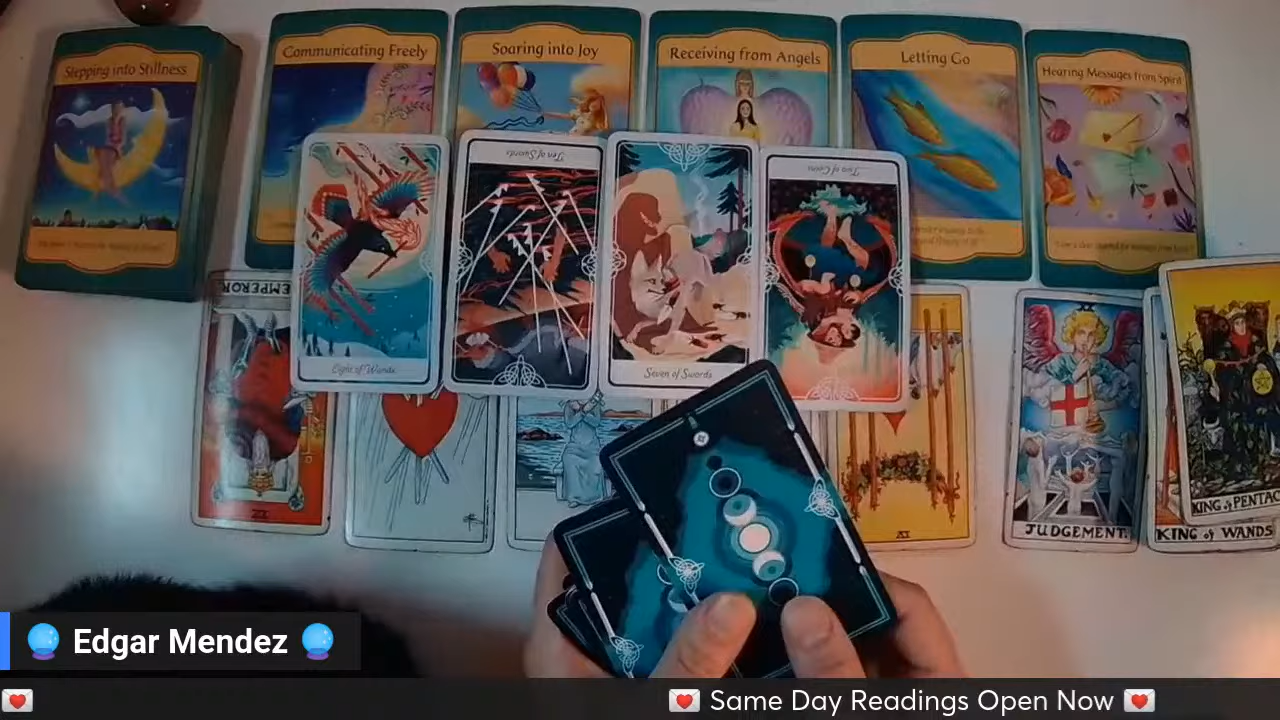 Stepping into Stillness
Communicating Freely
Soaring into Joy
Receiving from Angels
Letting Go
Hearing Messages from Spirit
Ten of Swords
Two of Coins
EMPEROR
Eight of Wands
Seven of Swords
JUDGEMENT.
KING of PENTAC
KING of WANDS
Edgar Mendez
Same Day Readings Open Now